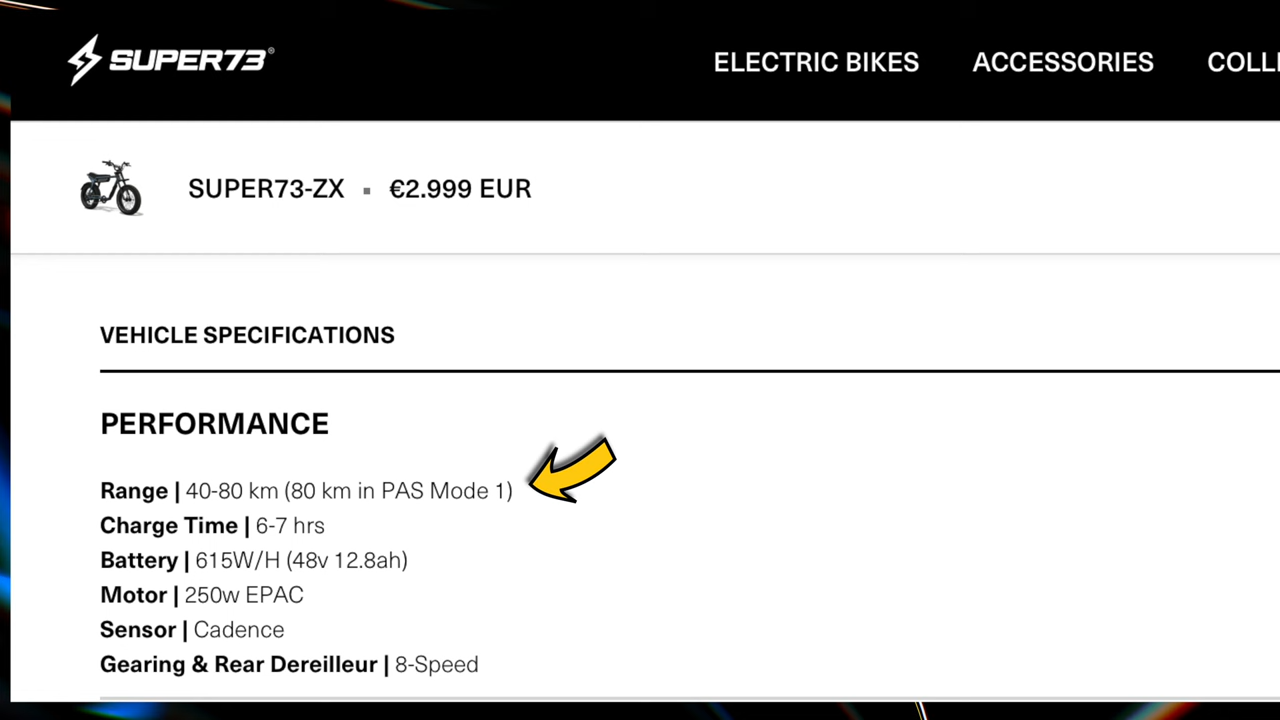 SUPER73®
ELECTRIC BIKES
ACCESSORIES
COLLE
SUPER73-ZX ▪ €2.999 EUR
VEHICLE SPECIFICATIONS
PERFORMANCE
Range | 40-80 km (80 km in PAS Mode 1)
Charge Time | 6-7 hrs
Battery | 615W/H (48v 12.8ah)
Motor | 250w EPAC
Sensor | Cadence
Gearing & Rear Dereilleur | 8-Speed